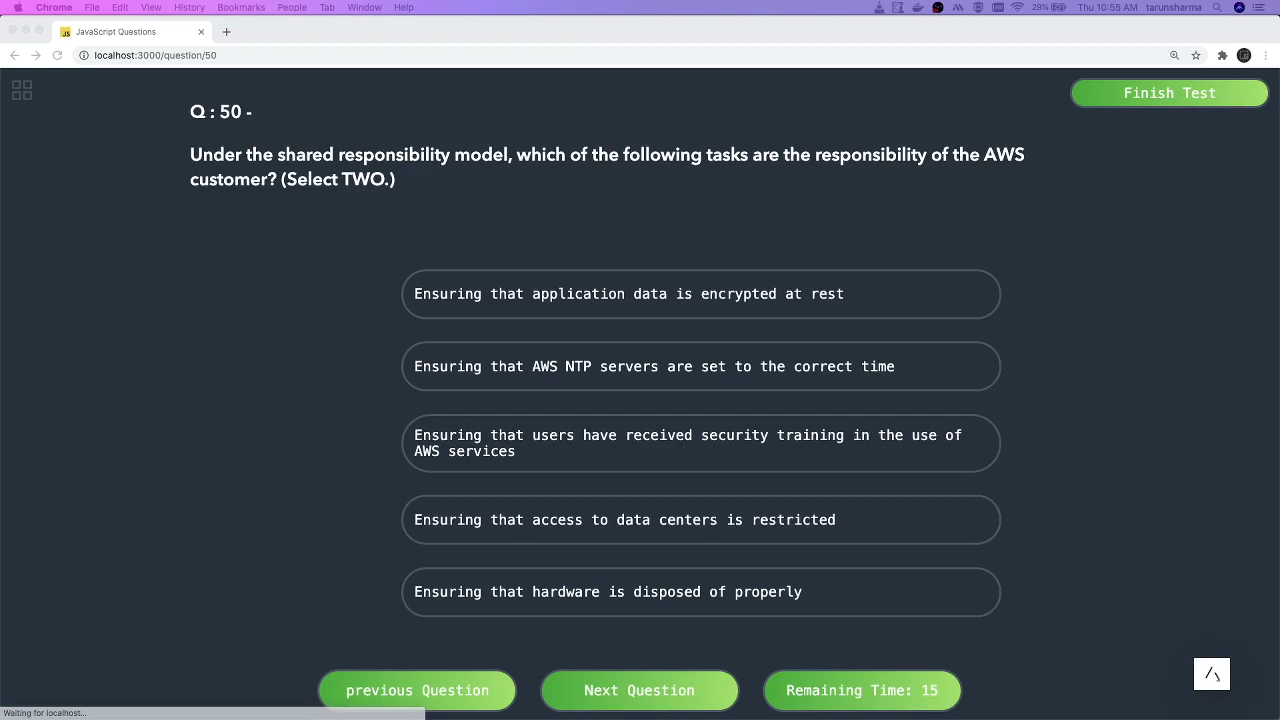 Chrome File Edit View History Bookmarks People Tab Window Help 29% Thu 10:55 AM tarunsharma
JS JavaScript Questions
localhost:3000/question/50
Finish Test
Q : 50 -
Under the shared responsibility model, which of the following tasks are the responsibility of the AWS
customer? (Select TWO.)
Ensuring that application data is encrypted at rest
Ensuring that AWS NTP servers are set to the correct time
Ensuring that users have received security training in the use of
AWS services
Ensuring that access to data centers is restricted
Ensuring that hardware is disposed of properly
previous Question Next Question Remaining Time: 15
Waiting for localhost...